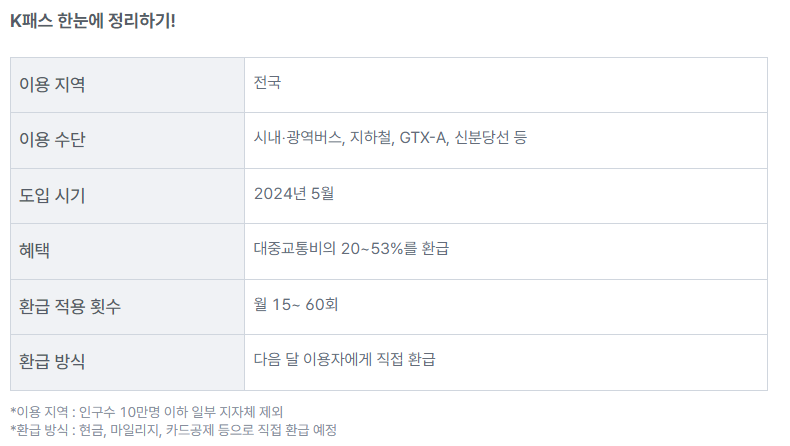 K패스 한눈에 정리하기!
이용 지역
전국
이용 수단
시내·광역버스, 지하철, GTX-A, 신분당선 등
도입 시기
2024년 5월
혜택
대중교통비의 20~53%를 환급
환급 적용 횟수
월 15~ 60회
환급 방식
다음 달 이용자에게 직접 환급
*이용 지역 : 인구수 10만명 이하 일부 지자체 제외
*환급 방식 : 현금, 마일리지, 카드공제 등으로 직접 환급 예정